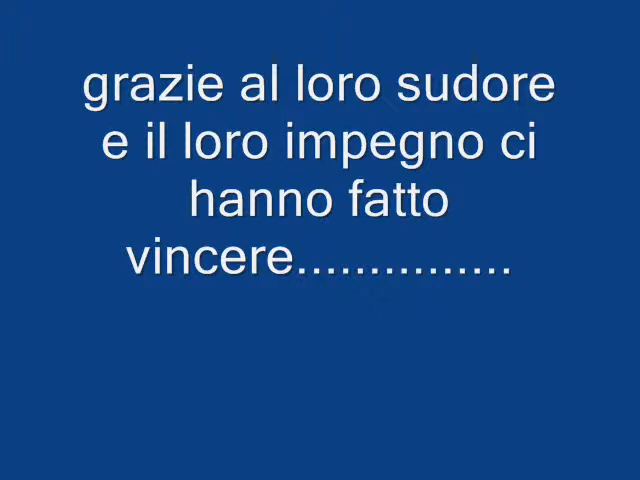 grazie al loro sudore
e il loro impegno ci
hanno fatto
vincere...............